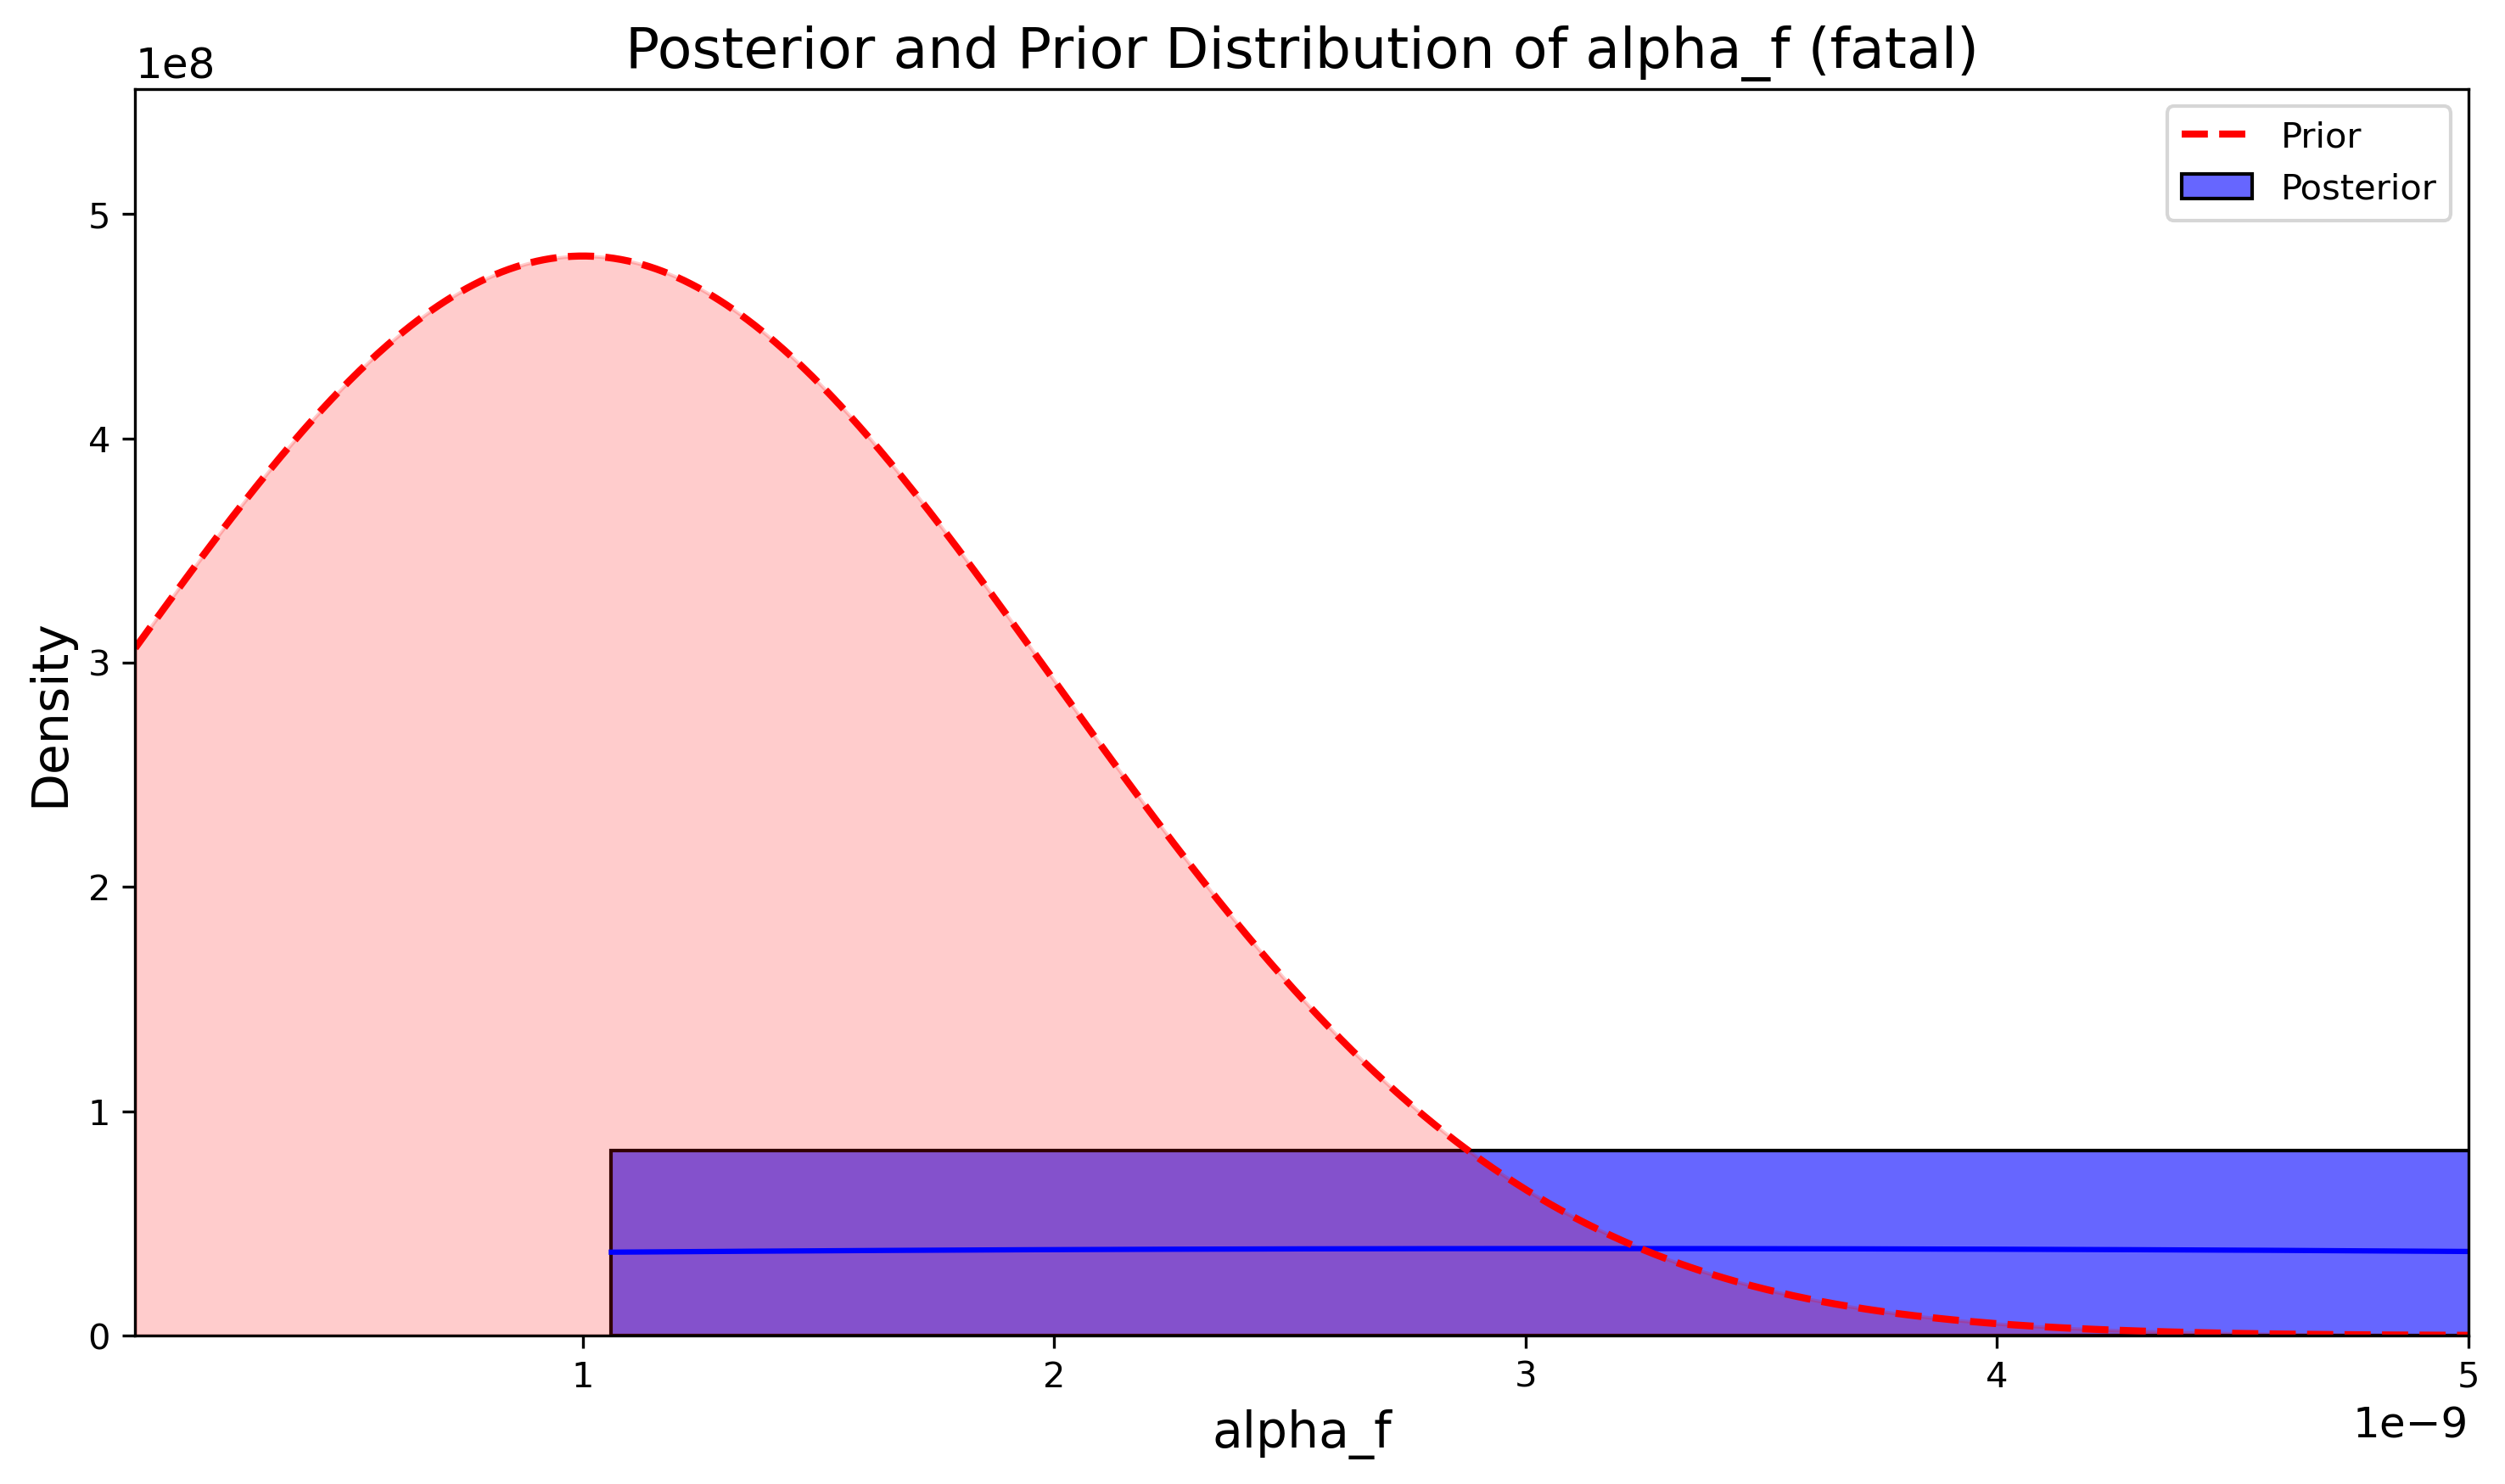 Posterior and Prior Distribution of alpha_f (fatal)
1e8
Prior
Posterior
5
4
3
2
1
0
Density
1
2
3
4
5
alpha_f
1e−9